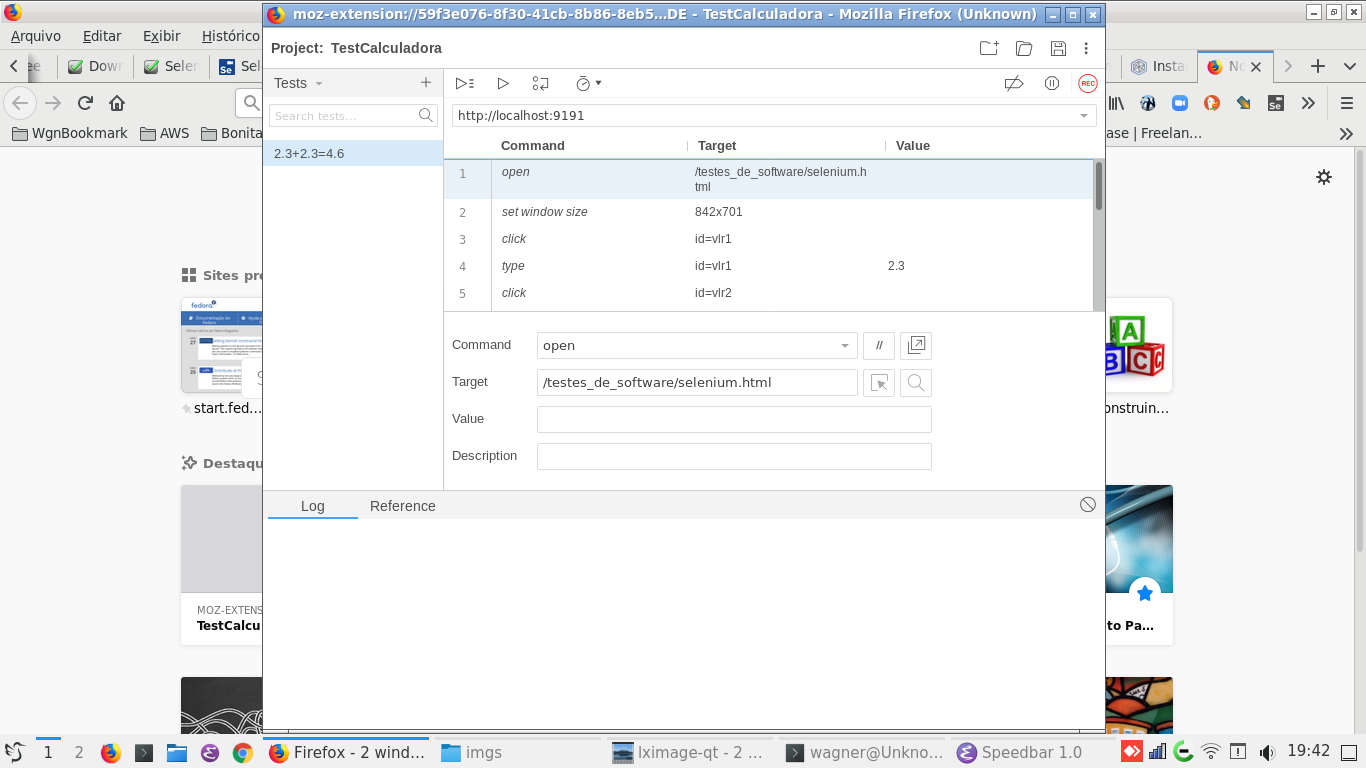 moz-extension://59f3e076-8f30-41cb-8b86-8eb5...DE - TestCalculadora - Mozilla Firefox (Unknown)
Arquivo Editar Exibir Histórico
Project: TestCalculadora
Dow Seler Sel
Insta
Tests
http://localhost:9191
Search tests...
WgnBookmark AWS Bonita
ase | Freelan...
Command Target Value
2.3+2.3=4.6
1 open /testes_de_software/selenium.h
tml
2 set window size 842x701
3 click id=vlr1
4 type id=vlr1 2.3
5 click id=vlr2
Sites pr
fedora
Command open //
Target /testes_de_software/selenium.html
Value
Description
start.fed...
onstruin...
Destaqu
Log Reference
MOZ-EXTENS
TestCalcu
to Pa...
1 2 Firefox - 2 wind... imgs lximage-qt - 2 ... wagner@Unkno... Speedbar 1.0 19:42
REC
A
B C